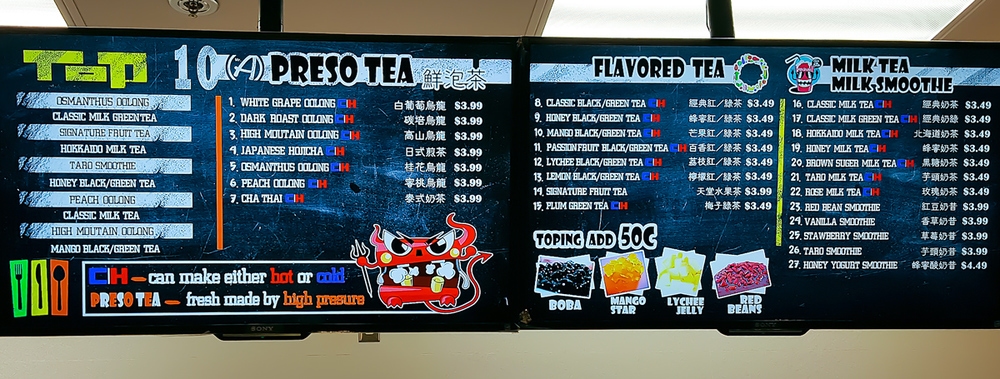 TOP 10
OSMANTHUS OOLONG
CLASSIC MILK GREEN TEA
SIGNATURE FRUIT TEA
HOKKAIDO MILK TEA
TARO SMOOTHIE
HONEY BLACK/GREEN TEA
PEACH OOLONG
CLASSIC MILK TEA
HIGH MOUTAIN OOLONG
MANGO BLACK/GREEN TEA
PRESO TEA 鮮泡茶
1. WHITE GRAPE OOLONG CH 白葡萄烏龍 $3.99
2. DARK ROAST OOLONG CH 碳培烏龍 $3.99
3. HIGH MOUTAIN OOLONG CH 高山烏龍 $3.99
4. JAPANESE HOJICHA CH 日式煎茶 $3.99
5. OSMANTHUS OOLONG CH 桂花烏龍 $3.99
6. PEACH OOLONG CH 蜜桃烏龍 $3.99
7. CHA THAI CH 泰式奶茶 $3.99
CH – can make either hot or cold
PRESO TEA – fresh made by high presure
SONY
FLAVORED TEA
8. CLASSIC BLACK/GREEN TEA CH 經典紅/綠茶 $3.49
9. HONEY BLACK/GREEN TEA CH 蜂蜜紅/綠茶 $3.49
10. MANGO BLACK/GREEN TEA CH 芒果紅/綠茶 $3.49
11. PASSION FRUIT BLACK/GREEN TEA CH 百香紅/綠茶 $3.49
12. LYCHEE BLACK/GREEN TEA CH 荔枝紅/綠茶 $3.49
13. LEMON BLACK/GREEN TEA CH 檸檬紅/綠茶 $3.49
14. SIGNATURE FRUIT TEA 天堂水果茶 $3.99
15. PLUM GREEN TEA CH 梅子綠茶 $3.49
TOPING ADD 50C
BOBA
MANGO STAR
LYCHEE JELLY
RED BEANS
MILK TEA
MILK SMOOTHE
16. CLASSIC MILK TEA CH 經典奶茶 $3.49
17. CLASSIC MILK GREEN TEA CH 經典奶綠 $3.49
18. HOKKAIDO MILK TEA CH 北海道奶茶 $3.49
19. HONEY MILK TEA CH 蜂蜜奶茶 $3.49
20. BROWN SUGER MILK TEA CH 黑糖奶茶 $3.49
21. TARO MILK TEA CH 芋頭奶茶 $3.49
22. ROSE MILK TEA CH 玫瑰奶茶 $3.49
23. RED BEAN SMOOTHIE 紅豆奶昔 $3.99
24. VANILLA SMOOTHIE 香草奶昔 $3.99
25. STAWBERRY SMOOTHIE 草莓奶昔 $3.99
26. TARO SMOOTHIE 芋頭奶昔 $3.99
27. HONEY YOGURT SMOOTHIE 蜂蜜酸奶昔 $4.49
SONY